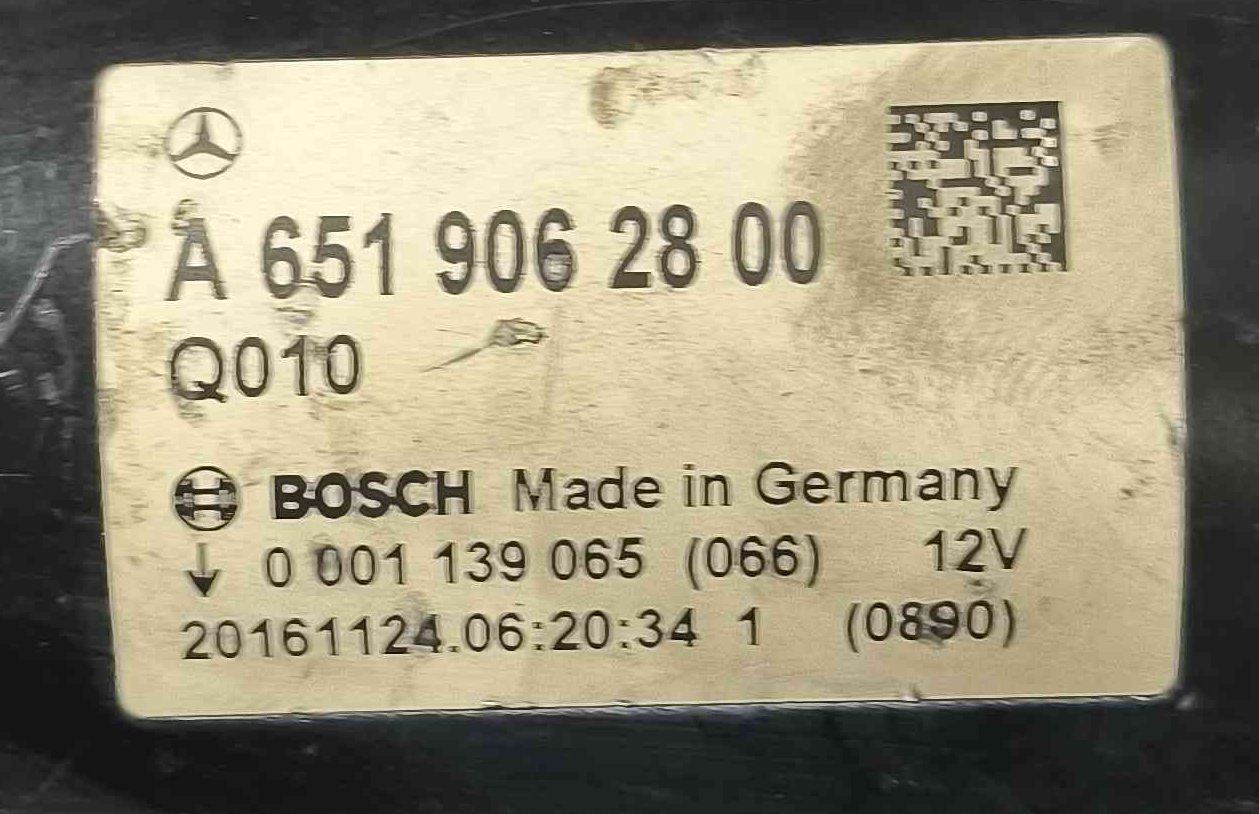 A 651 906 28 00
Q010
BOSCH Made in Germany
0 001 139 065 (066) 12V
20161124.06:20:34 1 (0890)